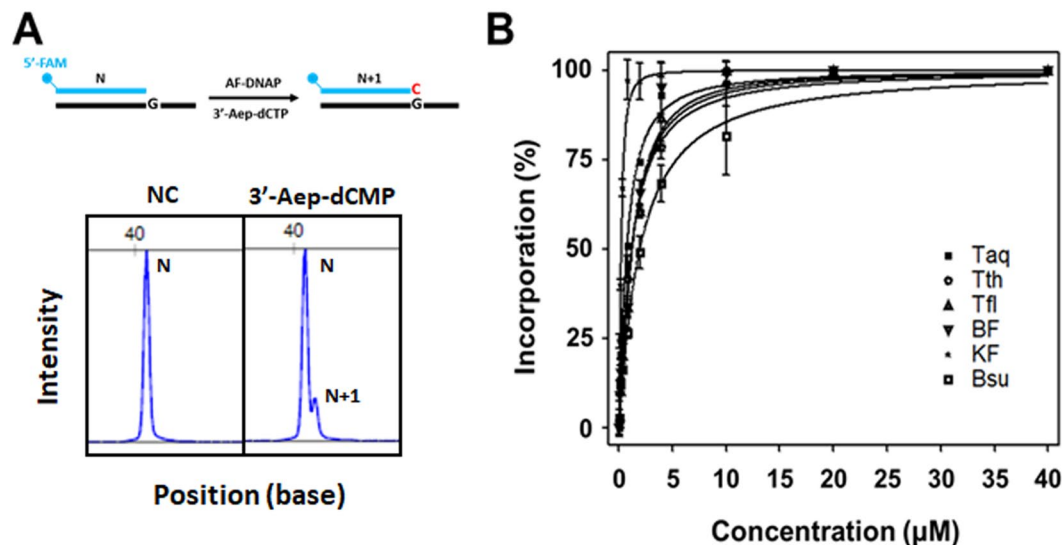 A
5'-FAM
N
G
AF-DNAP
3'-Aep-dCTP
N+1
C
G
NC
3'-Aep-dCMP
40
N
40
N
N+1
Intensity
Position (base)
B
Incorporation (%)
100
75
50
25
0
Taq
Tth
Tfl
BF
KF
Bsu
0 5 10 15 20 25 30 35 40
Concentration (μM)